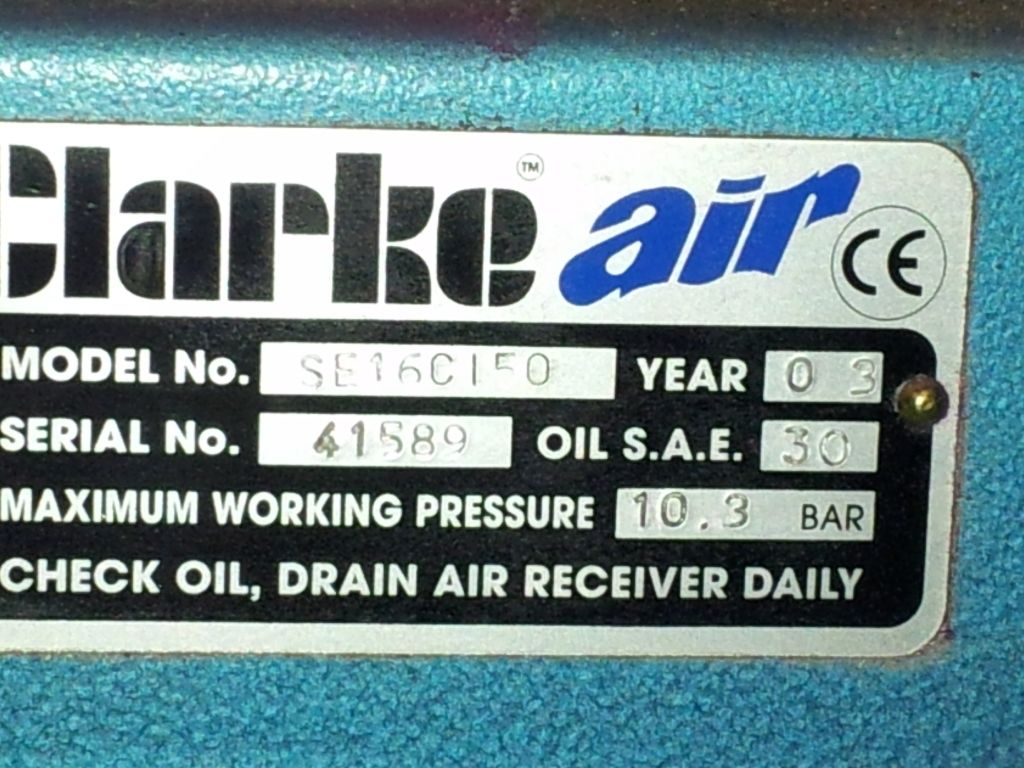 Clarke™ air CE
MODEL No. SE16C150 YEAR 03
SERIAL No. 41589 OIL S.A.E. 30
MAXIMUM WORKING PRESSURE 10.3 BAR
CHECK OIL, DRAIN AIR RECEIVER DAILY